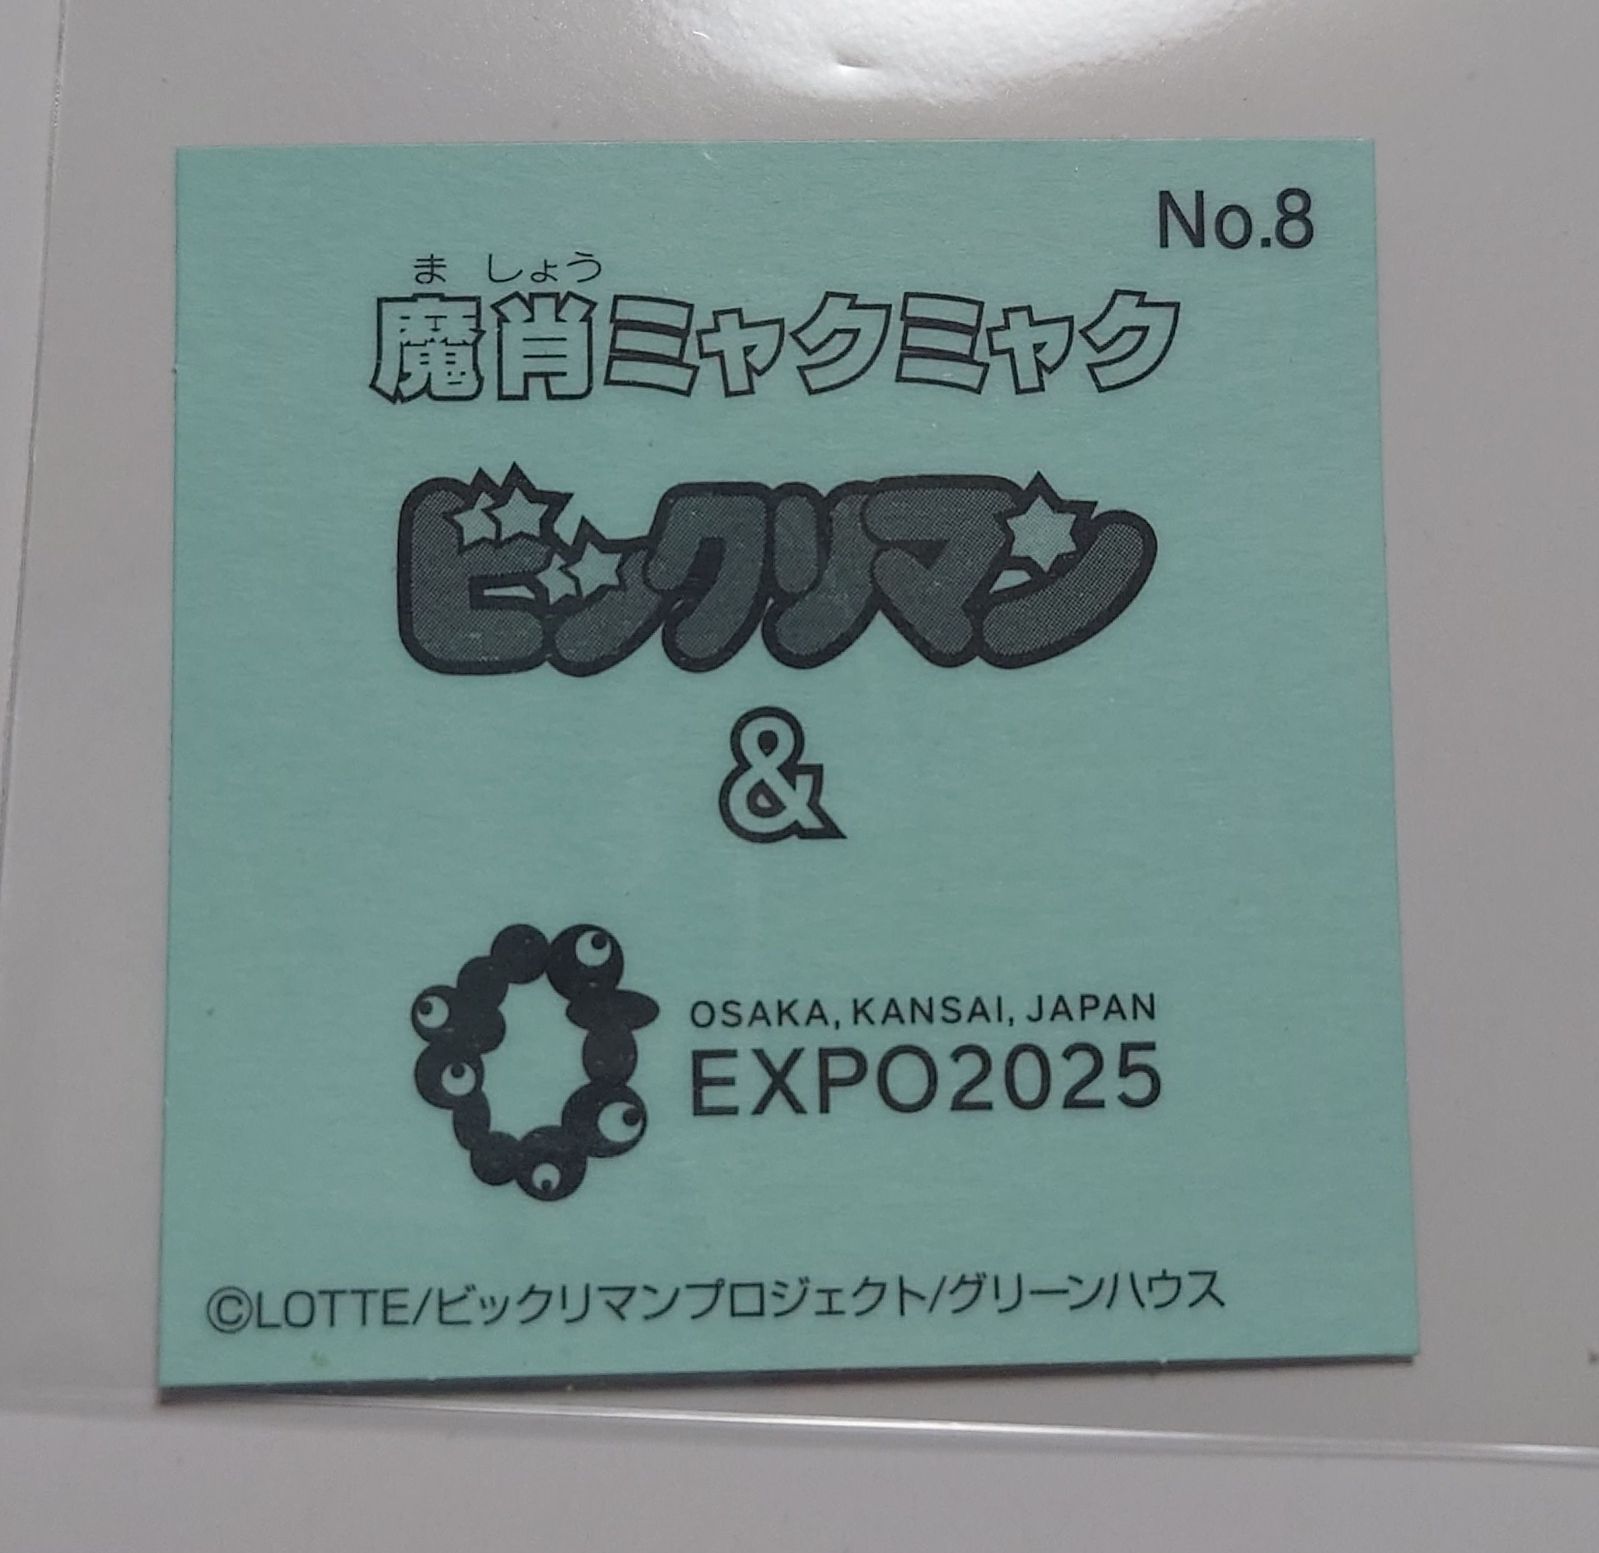 No.8
ま しょう
魔肖ミャクミャク
ビックリマン
&
OSAKA, KANSAI, JAPAN
EXPO2025
©LOTTE/ビックリマンプロジェクト/グリーンハウス